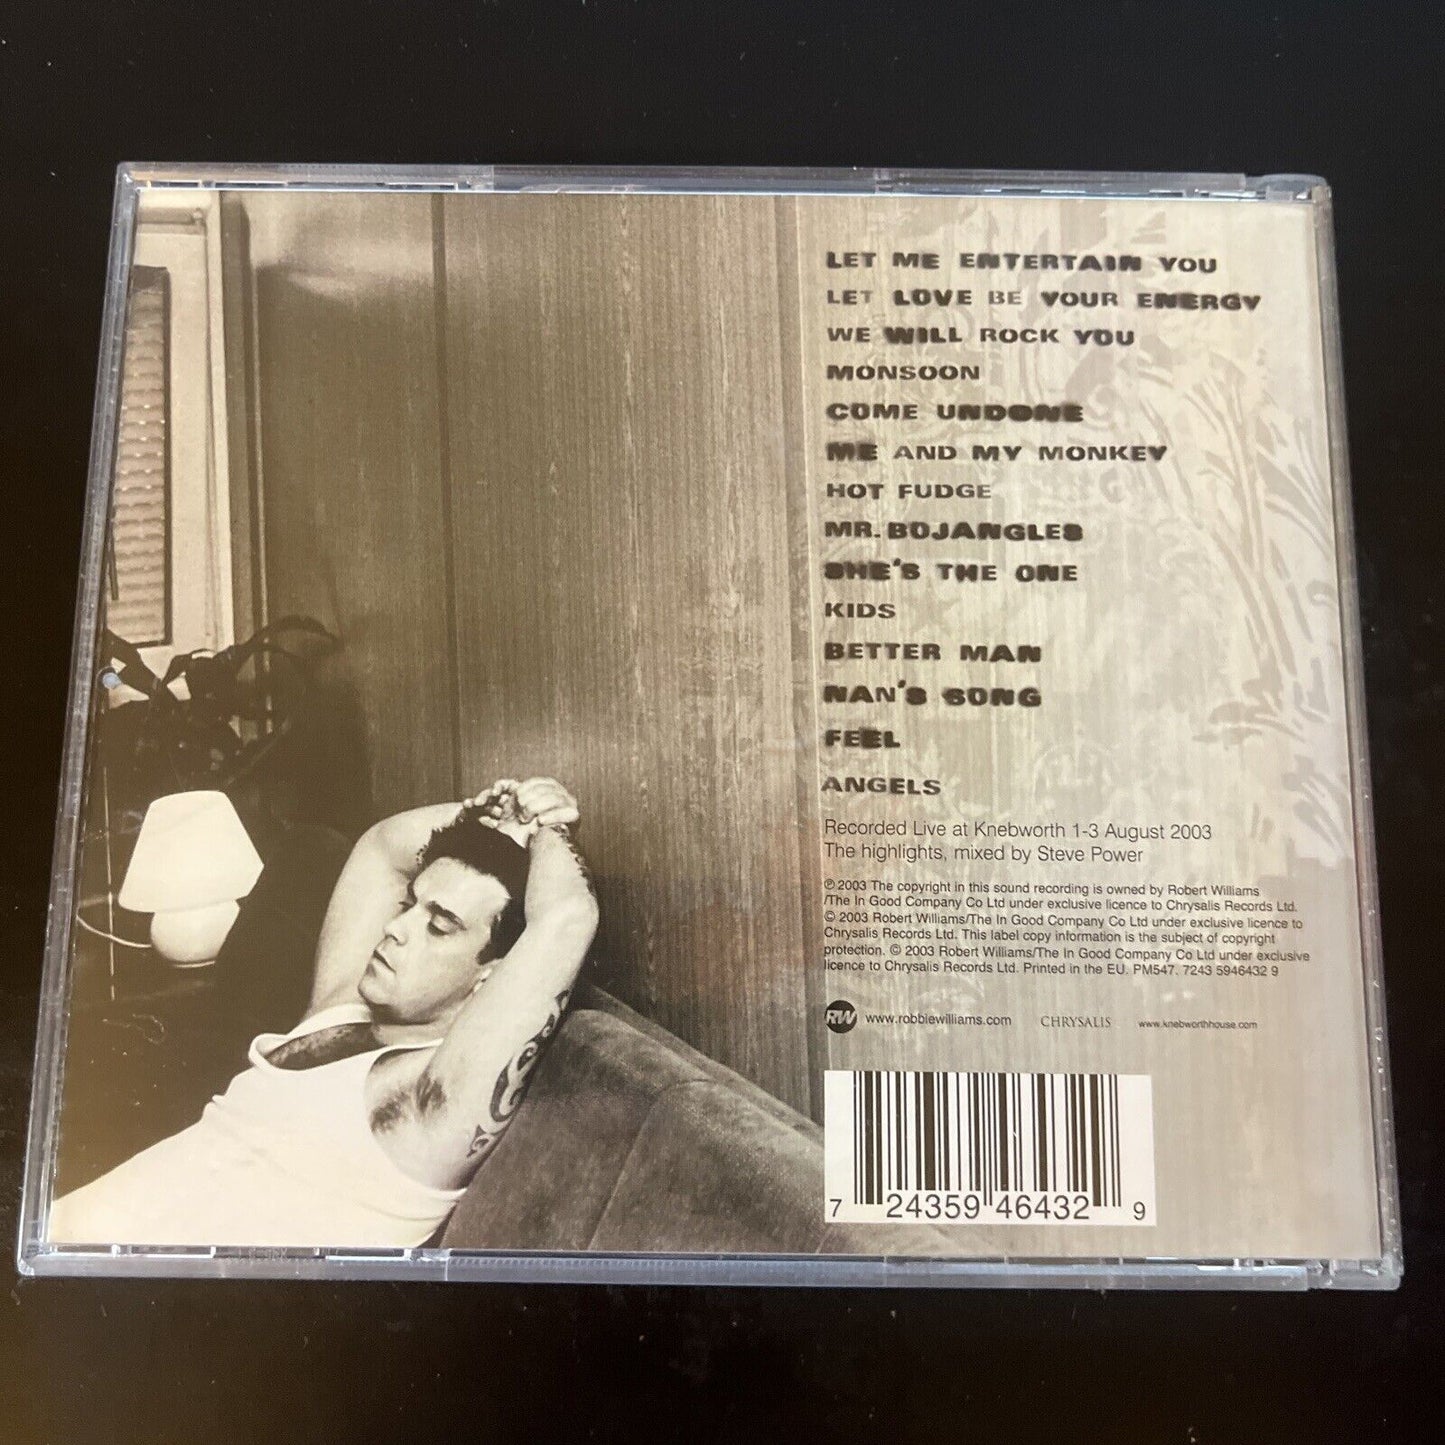 LET ME ENTERTAIN YOU
LET LOVE BE YOUR ENERGY
WE WILL ROCK YOU
MONSOON
COME UNDONE
ME AND MY MONKEY
HOT FUDGE
MR. BOJANGLES
SHE'S THE ONE
KIDS
BETTER MAN
NAN'S SONG
FEEL
ANGELS
Recorded Live at Knebworth 1-3 August 2003
The highlights, mixed by Steve Power
℗ 2003 The copyright in this sound recording is owned by Robert Williams
/The In Good Company Co Ltd under exclusive licence to Chrysalis Records Ltd.
© 2003 Robert Williams/The In Good Company Co Ltd under exclusive licence to
Chrysalis Records Ltd. This label copy information is the subject of copyright
protection. © 2003 Robert Williams/The In Good Company Co Ltd under exclusive
licence to Chrysalis Records Ltd. Printed in the EU. PM547. 7243 5946432 9
RW www.robbiewilliams.com CHRYSALIS www.knebworthhouse.com
7 24359 46432 9